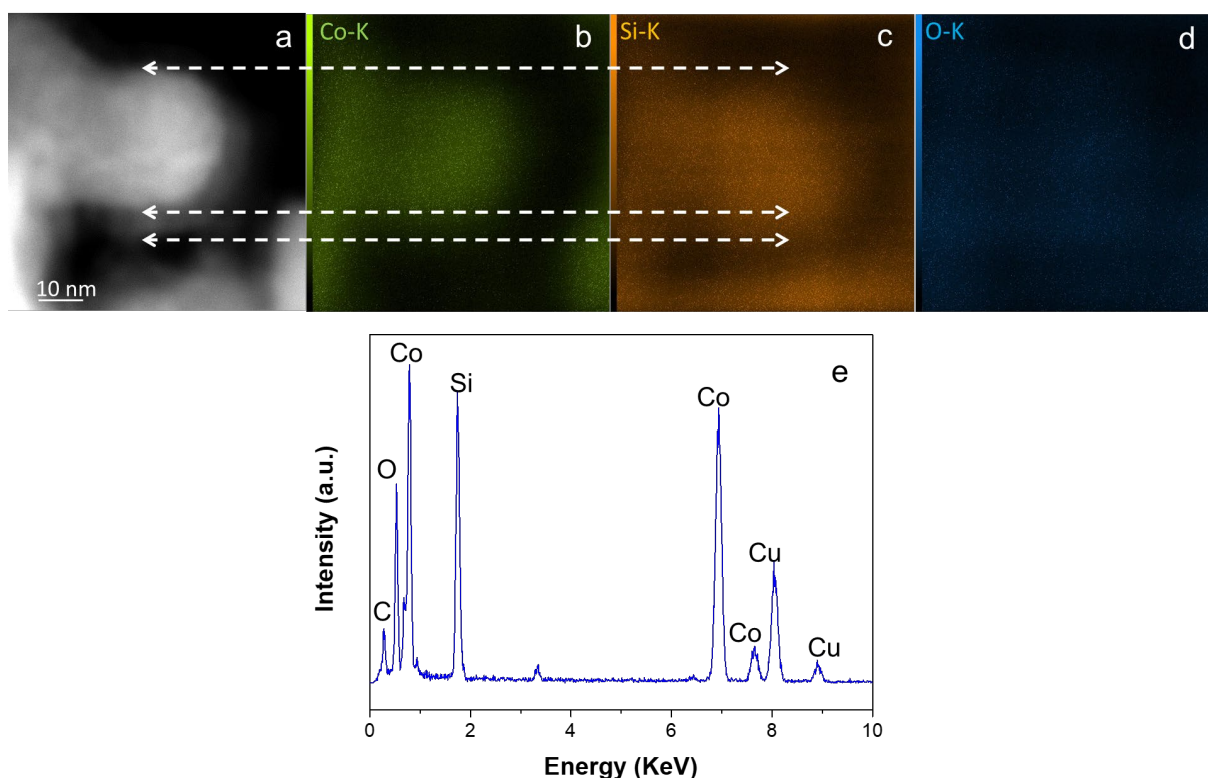 a
Co-K b
Si-K c
O-K d
10 nm
e
Co
Si
O
C
Co
Cu
Co
Cu
Intensity (a.u.)
0 2 4 6 8 10
Energy (KeV)